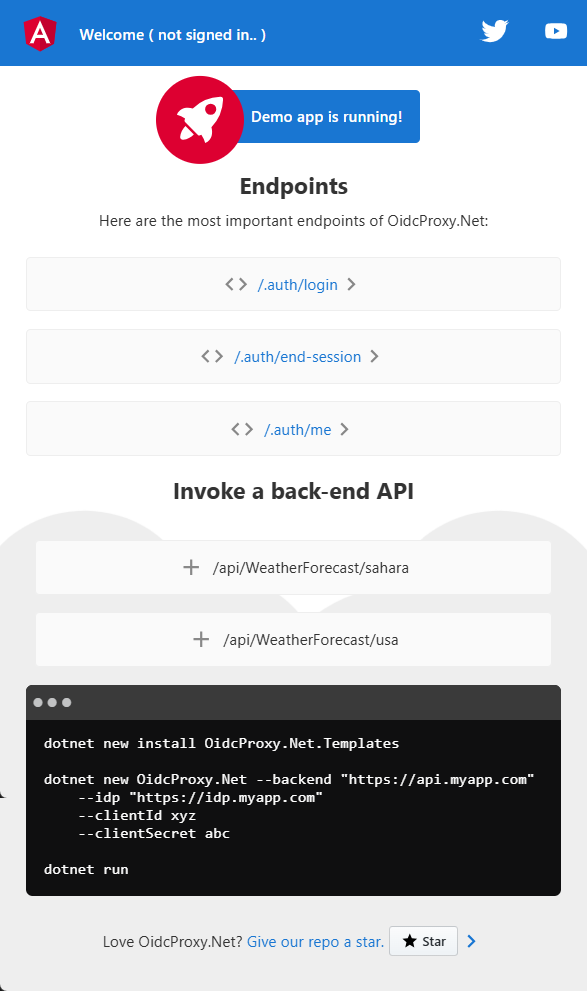 Welcome ( not signed in.. )
Demo app is running!
Endpoints
Here are the most important endpoints of OidcProxy.Net:
/.auth/login
/.auth/end-session
/.auth/me
Invoke a back-end API
/api/WeatherForecast/sahara
/api/WeatherForecast/usa
dotnet new install OidcProxy.Net.Templates
dotnet new OidcProxy.Net --backend "https://api.myapp.com"
    --idp "https://idp.myapp.com"
    --clientId xyz
    --clientSecret abc
dotnet run
Love OidcProxy.Net? Give our repo a star. Star